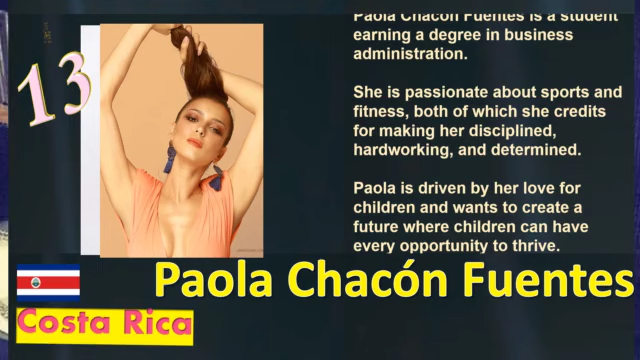 13
Paola Chacón Fuentes is a student
earning a degree in business
administration.
She is passionate about sports and
fitness, both of which she credits
for making her disciplined,
hardworking, and determined.
Paola is driven by her love for
children and wants to create a
future where children can have
every opportunity to thrive.
Paola Chacón Fuentes
Costa Rica